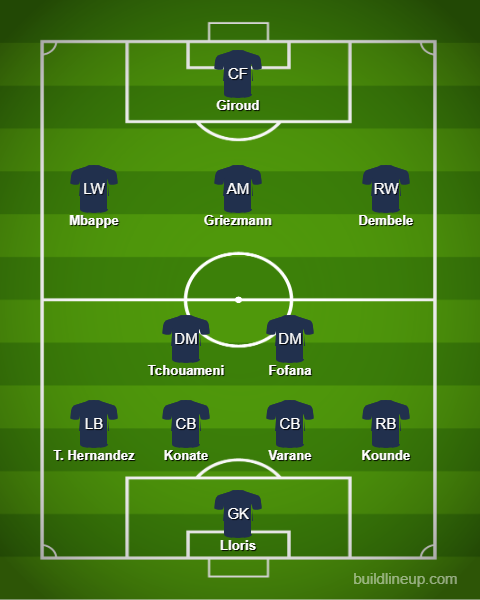 CF
Giroud
LW AM RW
Mbappe Griezmann Dembele
DM DM
Tchouameni Fofana
LB CB CB RB
T. Hernandez Konate Varane Kounde
GK
Lloris
buildlineup.com